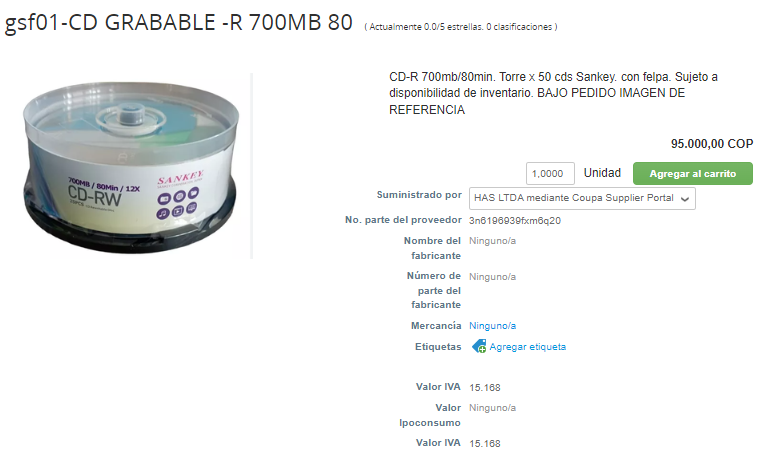 gsf01-CD GRABABLE -R 700MB 80 ( Actualmente 0.0/5 estrellas. 0 clasificaciones )
CD-R 700mb/80min. Torre x 50 cds Sankey. con felpa. Sujeto a
disponibilidad de inventario. BAJO PEDIDO IMAGEN DE
REFERENCIA
SANKEY
700MB / 80Min / 12X
CD-RW
95.000,00 COP
1,0000 Unidad Agregar al carrito
Suministrado por HAS LTDA mediante Coupa Supplier Portal
No. parte del proveedor 3n6196939fxm6q20
Nombre del Ninguno/a
fabricante
Número de Ninguno/a
parte del
fabricante
Mercancía Ninguno/a
Etiquetas Agregar etiqueta
Valor IVA 15.168
Valor Ninguno/a
Ipoconsumo
Valor IVA 15.168